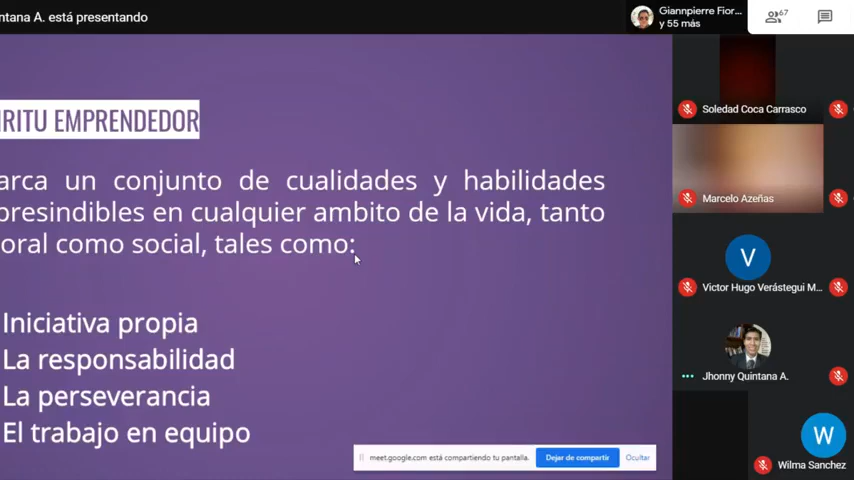 ntana A. está presentando
Giannpierre Fior...
y 55 más
67
RITU EMPRENDEDOR
arca un conjunto de cualidades y habilidades
presindibles en cualquier ambito de la vida, tanto
oral como social, tales como:
Iniciativa propia
La responsabilidad
La perseverancia
El trabajo en equipo
meet.google.com está compartiendo tu pantalla.
Dejar de compartir
Ocultar
Soledad Coca Carrasco
Marcelo Azeñas
V
Victor Hugo Verástegui M...
Jhonny Quintana A.
W
Wilma Sanchez